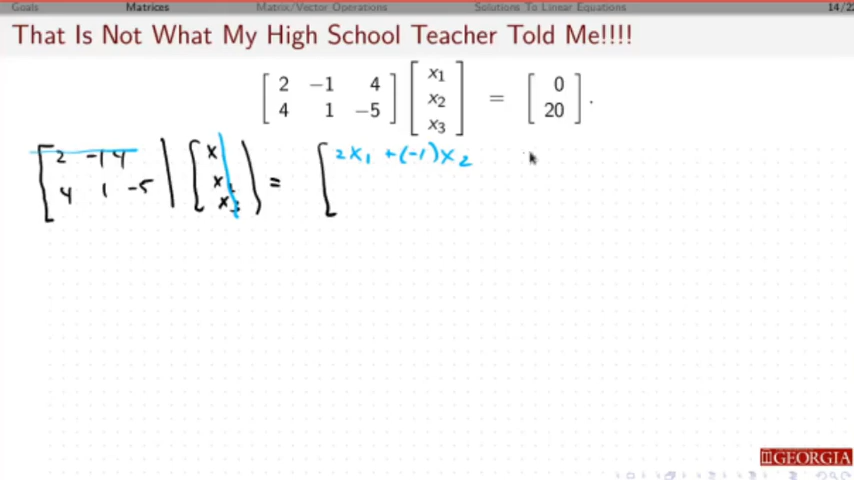 Goals Matrices Matrix/Vector Operations Solutions To Linear Equations 14/22
That Is Not What My High School Teacher Told Me!!!!
[ 2 −1 4 ] [ x₁ ] = [ 0 ]
[ 4 1 −5 ] [ x₂ ] [ 20 ] .
[ x₃ ]
[ 2 -1 4 | [ x ) = [ 2x₁ + (-1)x₂
4 1 -5 x
x₃
GEORGIA